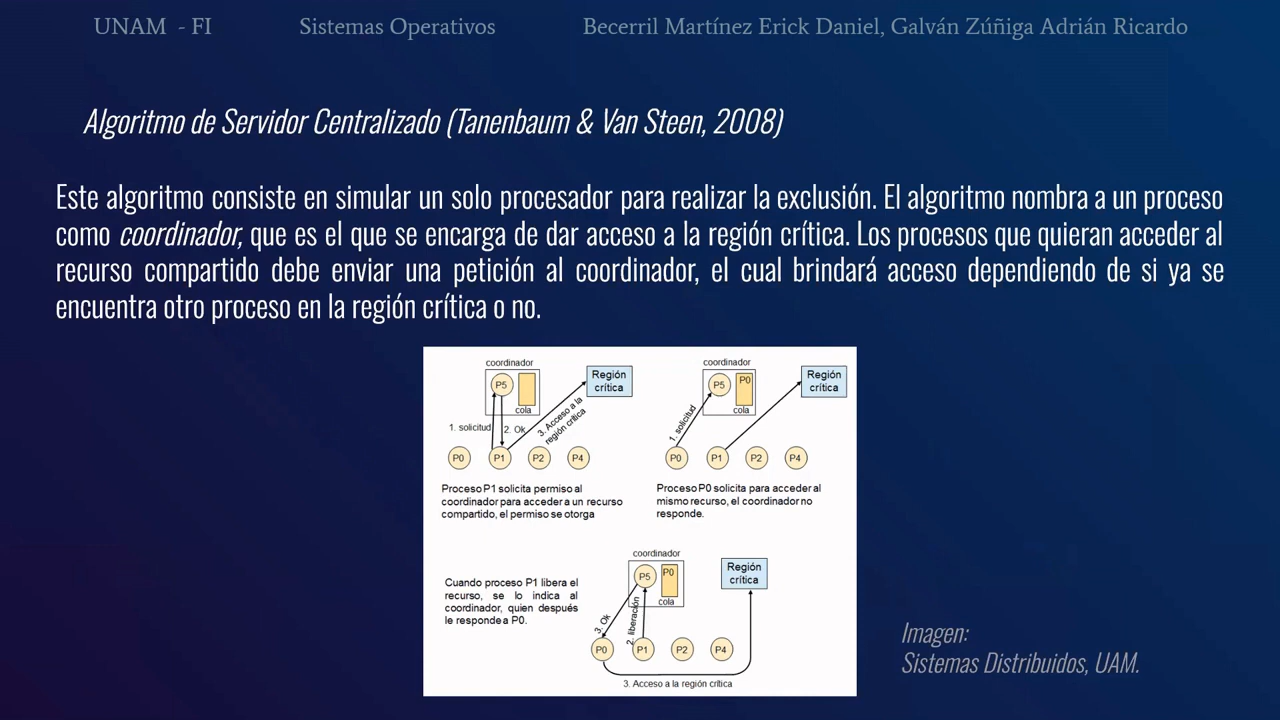 UNAM - FI Sistemas Operativos Becerril Martínez Erick Daniel, Galván Zúñiga Adrián Ricardo
Algoritmo de Servidor Centralizado (Tanenbaum & Van Steen, 2008)
Este algoritmo consiste en simular un solo procesador para realizar la exclusión. El algoritmo nombra a un proceso
como coordinador, que es el que se encarga de dar acceso a la región crítica. Los procesos que quieran acceder al
recurso compartido debe enviar una petición al coordinador, el cual brindará acceso dependiendo de si ya se
encuentra otro proceso en la región crítica o no.
coordinador
P5
cola
Región
crítica
1. solicitud
2. Ok
3. Acceso a la
región crítica
P0 P1 P2 P4
Proceso P1 solicita permiso al
coordinador para acceder a un recurso
compartido, el permiso se otorga
coordinador
P5 P0
cola
Región
crítica
1. solicitud
P0 P1 P2 P4
Proceso P0 solicita para acceder al
mismo recurso, el coordinador no
responde.
Cuando proceso P1 libera el
recurso, se lo indica al
coordinador, quien después
le responde a P0.
coordinador
P5 P0
cola
Región
crítica
3. Ok
2. liberación
P0 P1 P2 P4
3. Acceso a la región crítica
Imagen:
Sistemas Distribuidos, UAM.